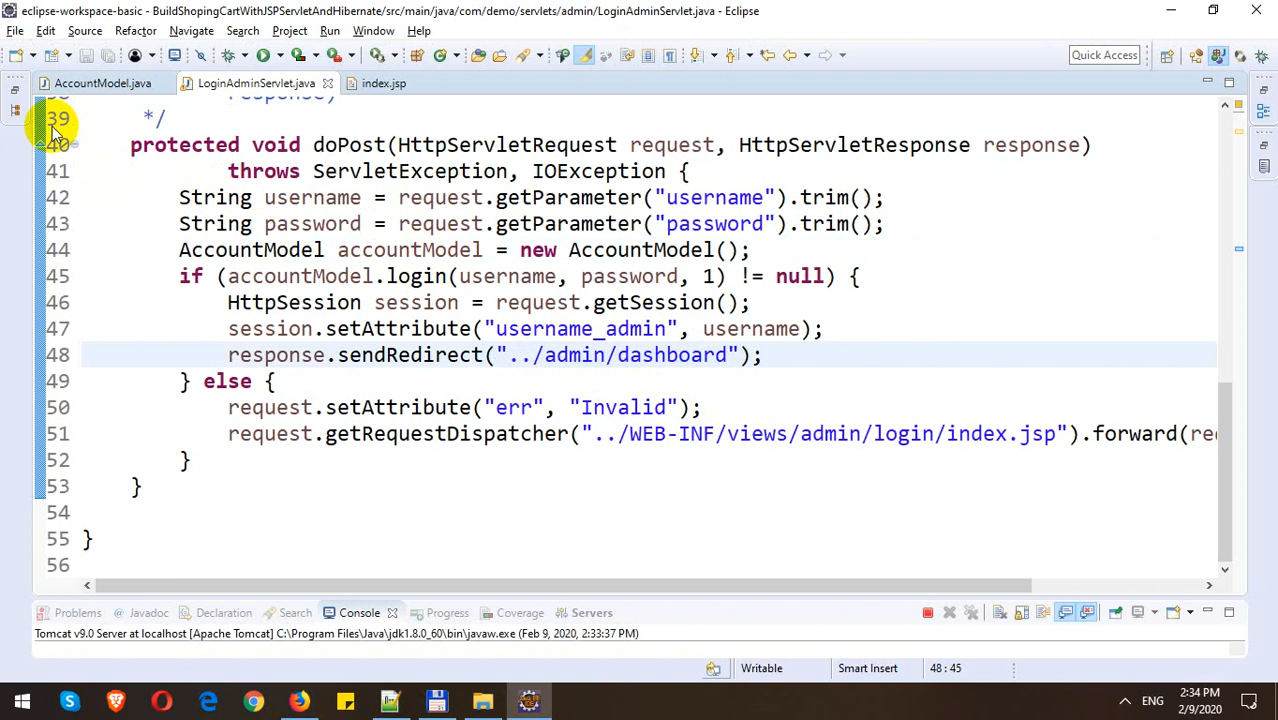 eclipse-workspace-basic - BuildShopingCartWithJSPServletAndHibernate/src/main/java/com/demo/servlets/admin/LoginAdminServlet.java - Eclipse
File Edit Source Refactor Navigate Search Project Run Window Help
Quick Access
AccountModel.java LoginAdminServlet.java index.jsp
response)
39 */
40 protected void doPost(HttpServletRequest request, HttpServletResponse response)
41 throws ServletException, IOException {
42 String username = request.getParameter("username").trim();
43 String password = request.getParameter("password").trim();
44 AccountModel accountModel = new AccountModel();
45 if (accountModel.login(username, password, 1) != null) {
46 HttpSession session = request.getSession();
47 session.setAttribute("username_admin", username);
48 response.sendRedirect("../admin/dashboard");
49 } else {
50 request.setAttribute("err", "Invalid");
51 request.getRequestDispatcher("../WEB-INF/views/admin/login/index.jsp").forward(re
52 }
53 }
54
55 }
56
Problems Javadoc Declaration Search Console Progress Coverage Servers
Tomcat v9.0 Server at localhost [Apache Tomcat] C:\Program Files\Java\jdk1.8.0_60\bin\javaw.exe (Feb 9, 2020, 2:33:37 PM)
Writable Smart Insert 48 : 45
ENG 2:34 PM
2/9/2020